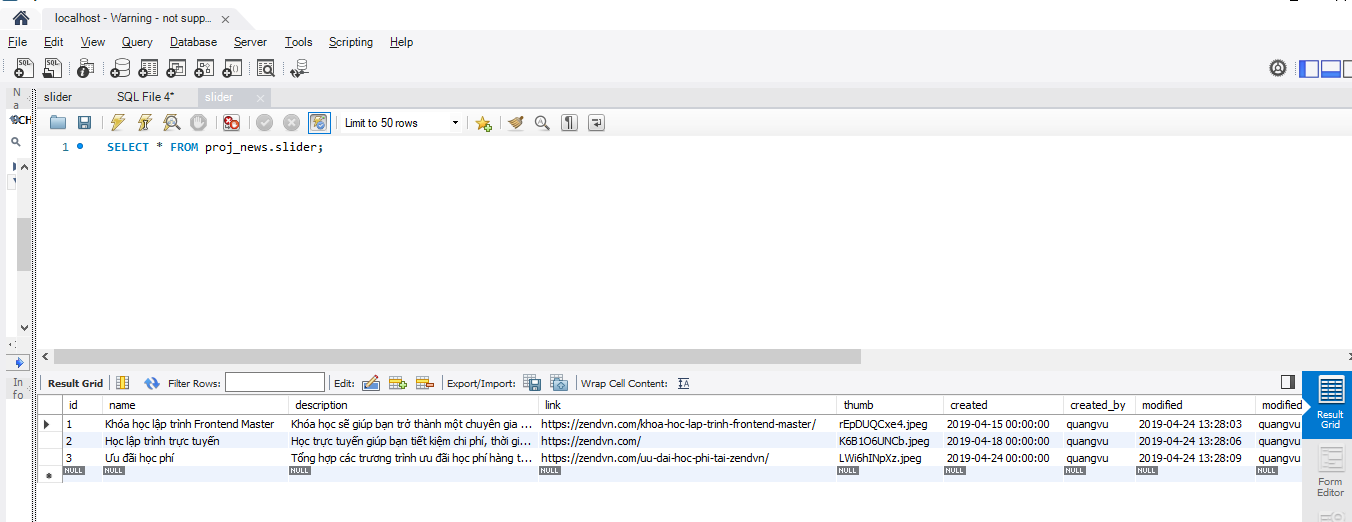 localhost - Warning - not supp...
File Edit View Query Database Server Tools Scripting Help
Na
SCH
slider SQL File 4* slider
Limit to 50 rows
1 SELECT * FROM proj_news.slider;
Info
Result Grid Filter Rows: Edit: Export/Import: Wrap Cell Content:
id name description link thumb created created_by modified modified
1 Khóa học lập trình Frontend Master Khóa học sẽ giúp bạn trở thành một chuyên gia ... https://zendvn.com/khoa-hoc-lap-trinh-frontend-master/ rEpDUQCxe4.jpeg 2019-04-15 00:00:00 quangvu 2019-04-24 13:28:03 quangvu
2 Học lập trình trực tuyến Học trực tuyến giúp bạn tiết kiệm chi phí, thời gi... https://zendvn.com/ K6B1O6UNCb.jpeg 2019-04-18 00:00:00 quangvu 2019-04-24 13:28:06 quangvu
3 Ưu đãi học phí Tổng hợp các trương trình ưu đãi học phí hàng t... https://zendvn.com/uu-dai-hoc-phi-tai-zendvn/ LWi6hINpXz.jpeg 2019-04-24 00:00:00 quangvu 2019-04-24 13:28:09 quangvu
NULL NULL NULL NULL NULL NULL NULL NULL NULL
Result
Grid
Form
Editor